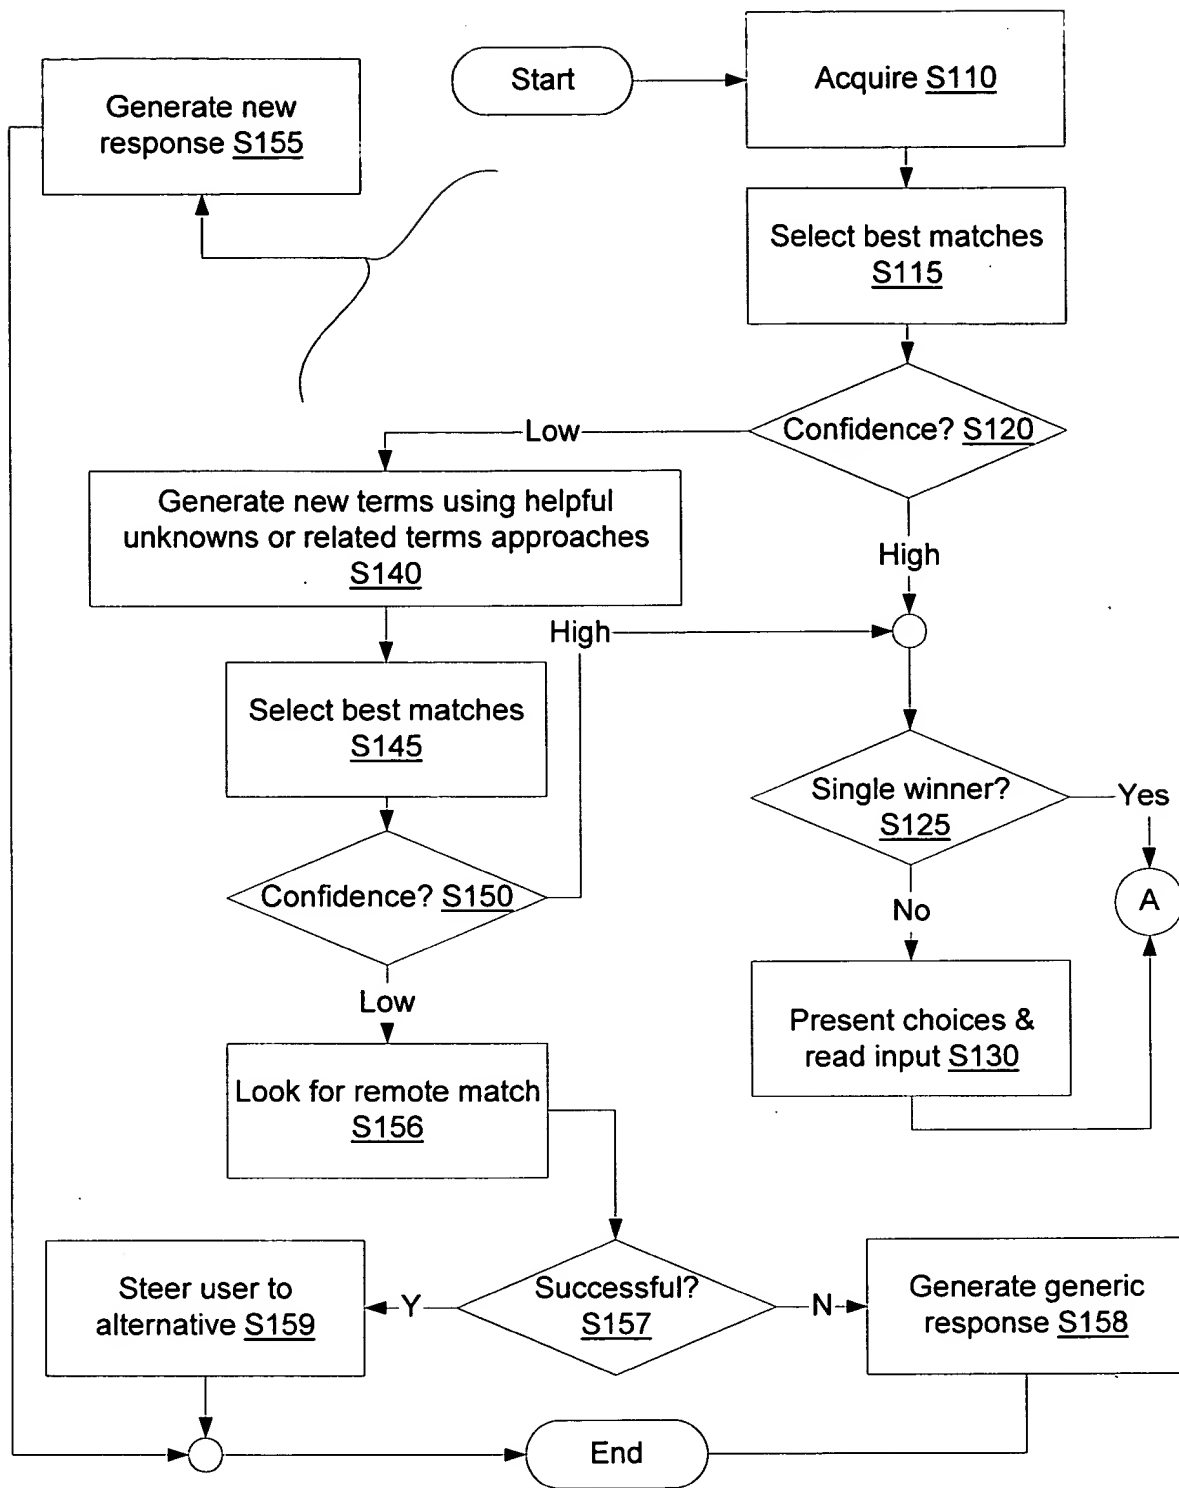 Start
Acquire S110
Generate new
response S155
Select best matches
S115
Confidence? S120
Low
High
Generate new terms using helpful
unknowns or related terms approaches
S140
High
Select best matches
S145
Single winner?
S125
Yes
A
No
Confidence? S150
Low
Present choices &
read input S130
Look for remote match
S156
Successful?
S157
Y
N
Steer user to
alternative S159
Generate generic
response S158
End